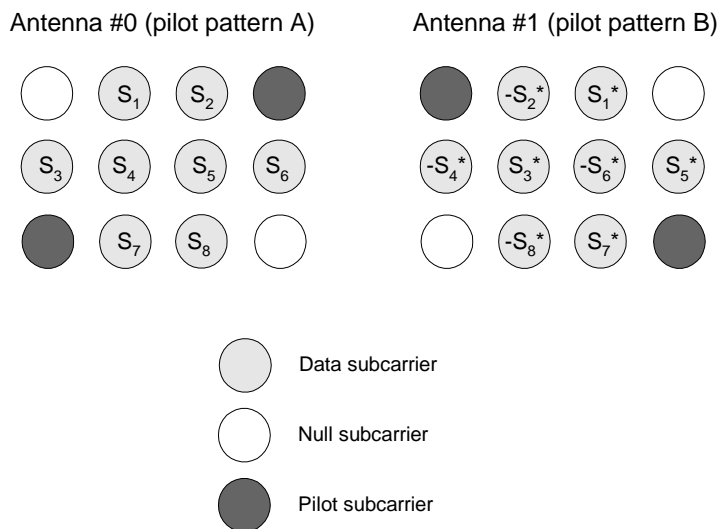 Antenna #0 (pilot pattern A) Antenna #1 (pilot pattern B)
S1 S2 -S2* S1*
S3 S4 S5 S6 -S4* S3* -S6* S5*
S7 S8 -S8* S7*
Data subcarrier
Null subcarrier
Pilot subcarrier